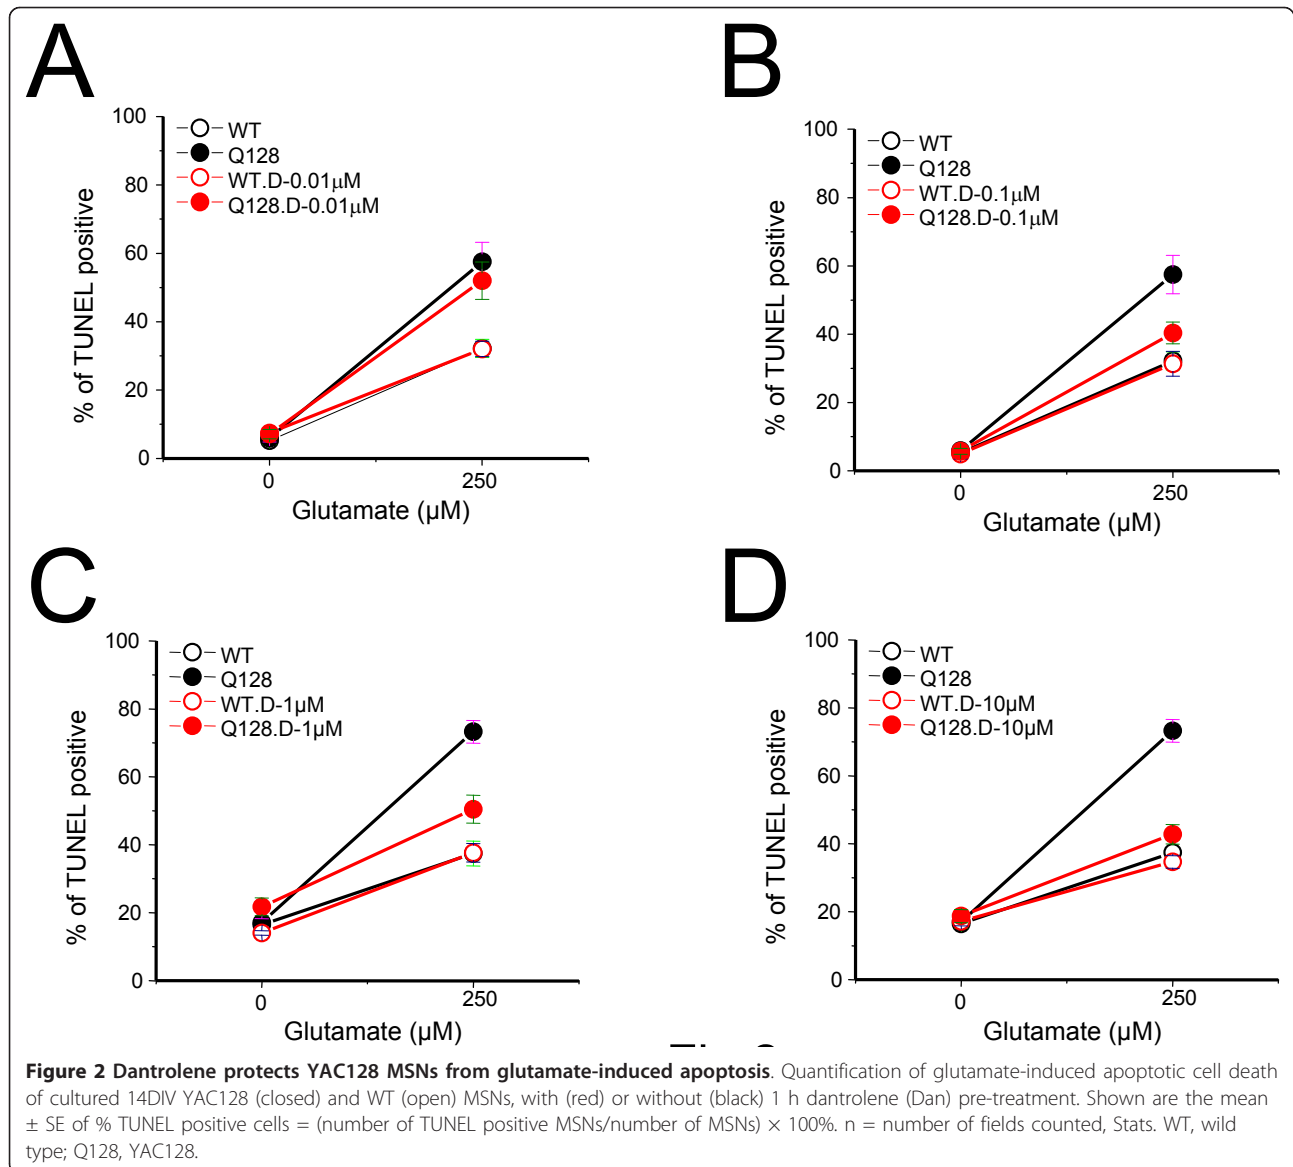 A
100
80
60
40
20
0
% of TUNEL positive
WT
Q128
WT.D-0.01μM
Q128.D-0.01μM
0
250
Glutamate (μM)
B
100
80
60
40
20
0
% of TUNEL positive
WT
Q128
WT.D-0.1μM
Q128.D-0.1μM
0
250
Glutamate (μM)
C
100
80
60
40
20
0
% of TUNEL positive
WT
Q128
WT.D-1μM
Q128.D-1μM
0
250
Glutamate (μM)
D
100
80
60
40
20
0
% of TUNEL positive
WT
Q128
WT.D-10μM
Q128.D-10μM
0
250
Glutamate (μM)
Figure 2 Dantrolene protects YAC128 MSNs from glutamate-induced apoptosis. Quantification of glutamate-induced apoptotic cell death
of cultured 14DIV YAC128 (closed) and WT (open) MSNs, with (red) or without (black) 1 h dantrolene (Dan) pre-treatment. Shown are the mean
± SE of % TUNEL positive cells = (number of TUNEL positive MSNs/number of MSNs) × 100%. n = number of fields counted, Stats. WT, wild
type; Q128, YAC128.